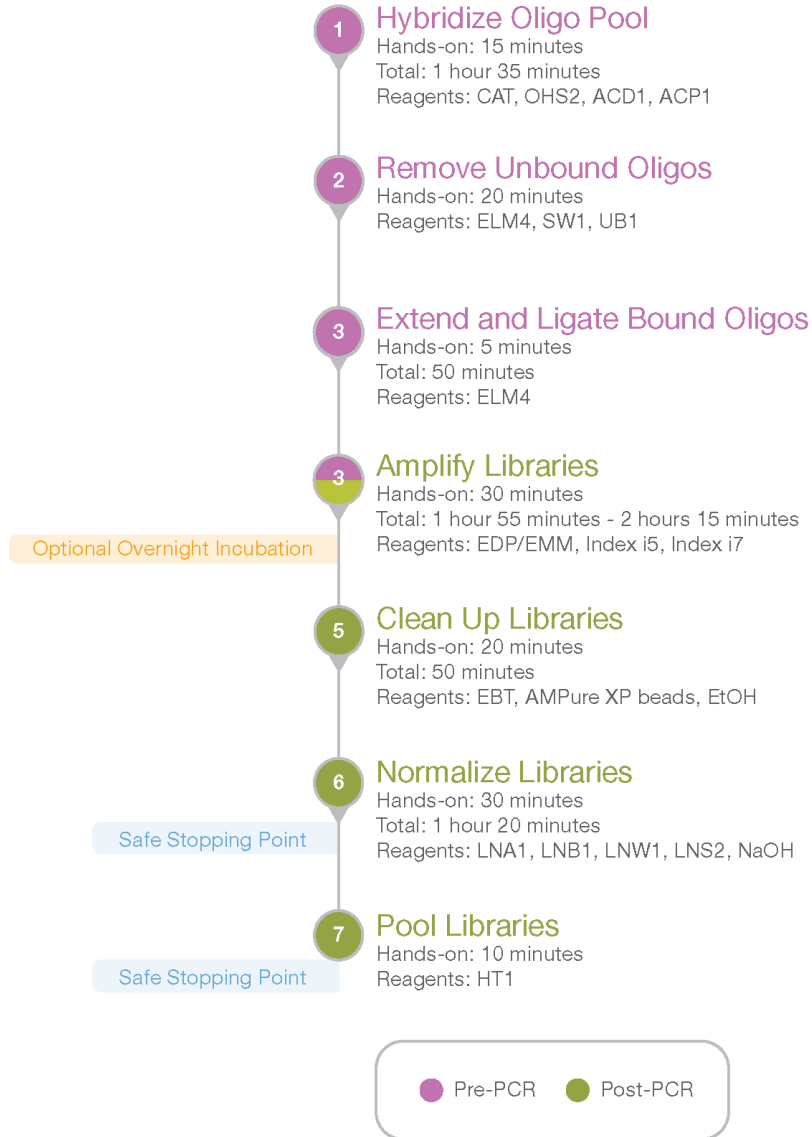 1
Hybridize Oligo Pool
Hands-on: 15 minutes
Total: 1 hour 35 minutes
Reagents: CAT, OHS2, ACD1, ACP1
2
Remove Unbound Oligos
Hands-on: 20 minutes
Reagents: ELM4, SW1, UB1
3
Extend and Ligate Bound Oligos
Hands-on: 5 minutes
Total: 50 minutes
Reagents: ELM4
3
Amplify Libraries
Hands-on: 30 minutes
Total: 1 hour 55 minutes - 2 hours 15 minutes
Reagents: EDP/EMM, Index i5, Index i7
Optional Overnight Incubation
5
Clean Up Libraries
Hands-on: 20 minutes
Total: 50 minutes
Reagents: EBT, AMPure XP beads, EtOH
6
Normalize Libraries
Hands-on: 30 minutes
Total: 1 hour 20 minutes
Reagents: LNA1, LNB1, LNW1, LNS2, NaOH
Safe Stopping Point
7
Pool Libraries
Hands-on: 10 minutes
Reagents: HT1
Safe Stopping Point
Pre-PCR
Post-PCR